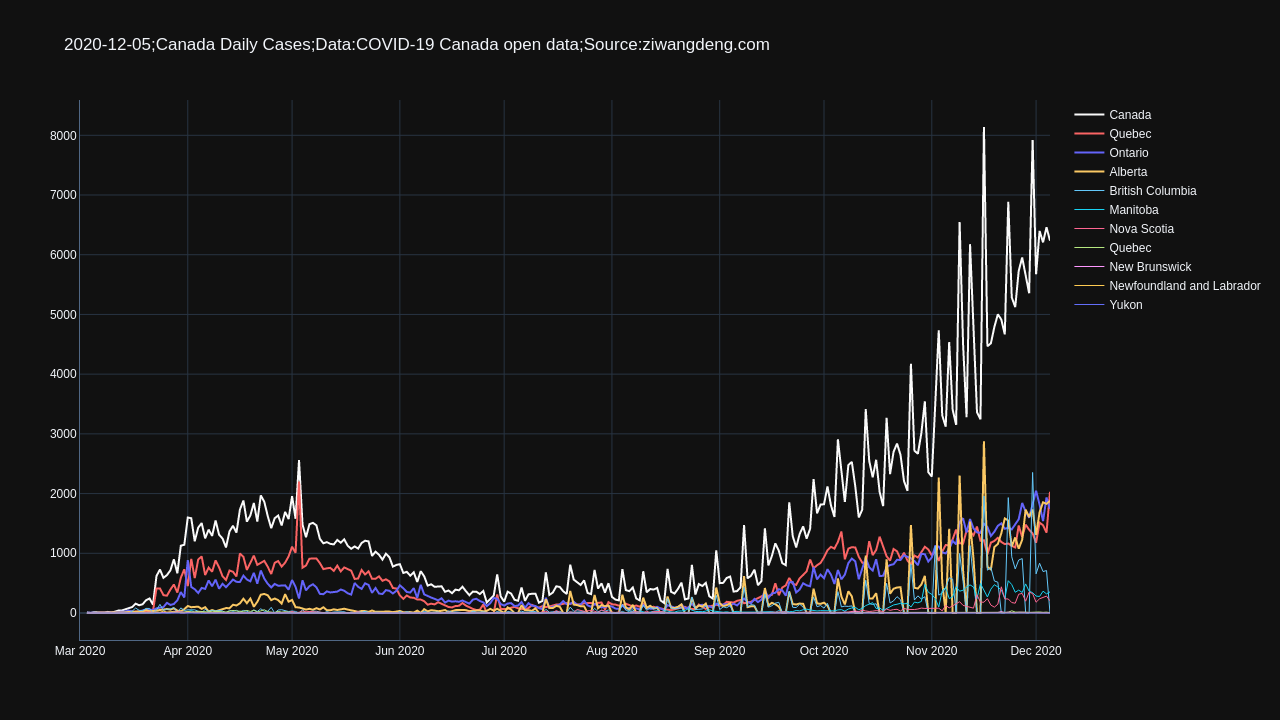 2020-12-05;Canada Daily Cases;Data:COVID-19 Canada open data;Source:ziwangdeng.com
8000
7000
6000
5000
4000
3000
2000
1000
0
Mar 2020 Apr 2020 May 2020 Jun 2020 Jul 2020 Aug 2020 Sep 2020 Oct 2020 Nov 2020 Dec 2020
Canada
Quebec
Ontario
Alberta
British Columbia
Manitoba
Nova Scotia
Quebec
New Brunswick
Newfoundland and Labrador
Yukon